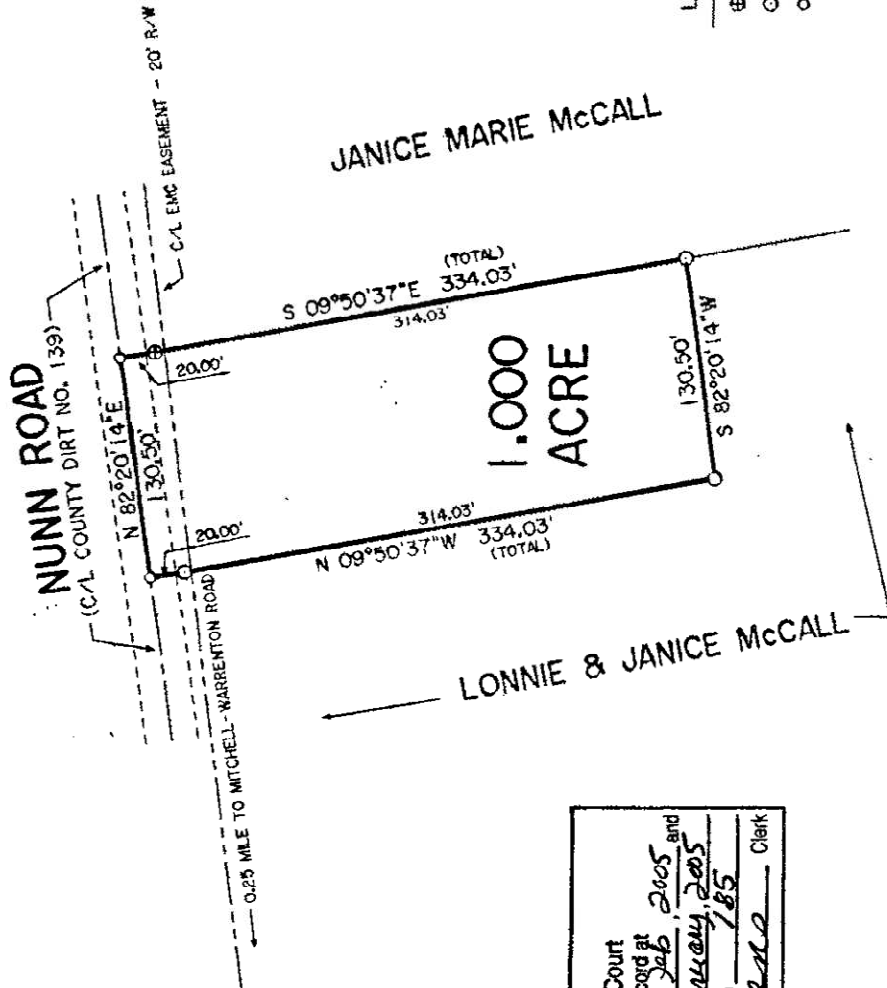 C/L EMC EASEMENT - 20' R/W
NUNN ROAD
(C/L COUNTY DIRT NO. 139)
JANICE MARIE McCALL
N 82°20'14"E
130.50'
20.00'
20.00'
S 09°50'37"E 334.03'
(TOTAL)
314.03'
1.000
ACRE
130.50'
S 82°20'14"W
314.03'
N 09°50'37"W 334.03'
(TOTAL)
0.25 MILE TO MITCHELL-WARRENTON ROAD
LONNIE & JANICE McCALL
Court
cord at
Feb, 2005 and
2005
185
Clerk